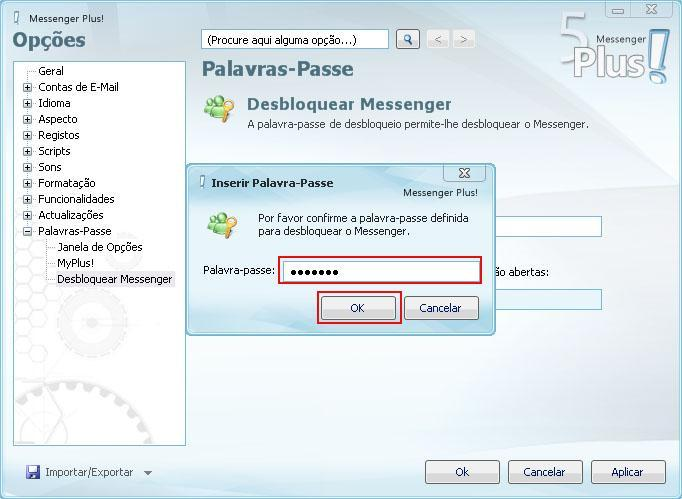 Messenger Plus!
Opções
(Procure aqui alguma opção...)
<
>
5
Messenger
Plus!
Geral
Contas de E-Mail
Idioma
Aspecto
Registos
Scripts
Sons
Formatação
Funcionalidades
Actualizações
Palavras-Passe
Janela de Opções
MyPlus!
Desbloquear Messenger
Palavras-Passe
Desbloquear Messenger
A palavra-passe de desbloqueio permite-lhe desbloquear o Messenger.
Inserir Palavra-Passe
Messenger Plus!
Por favor confirme a palavra-passe definida
para desbloquear o Messenger.
Palavra-passe: •••••••
OK Cancelar
abertas:
Importar/Exportar
Ok Cancelar Aplicar